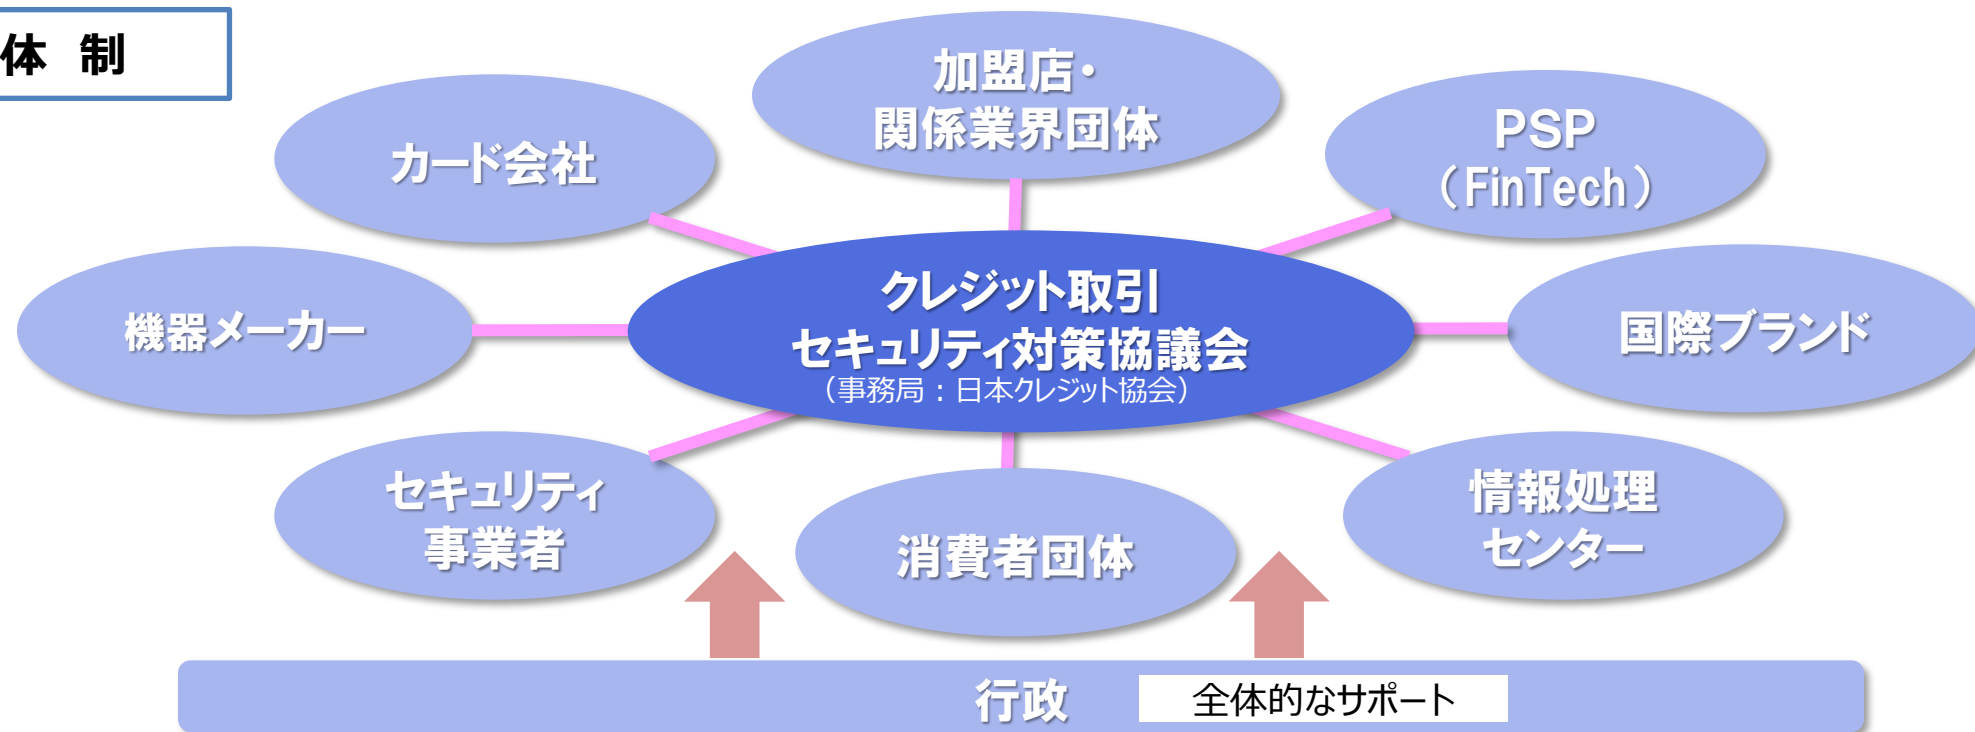 体 制
加盟店・
関係業界団体
カード会社
PSP
（FinTech）
機器メーカー
クレジット取引
セキュリティ対策協議会
（事務局：日本クレジット協会）
国際ブランド
セキュリティ
事業者
消費者団体
情報処理
センター
行政
全体的なサポート